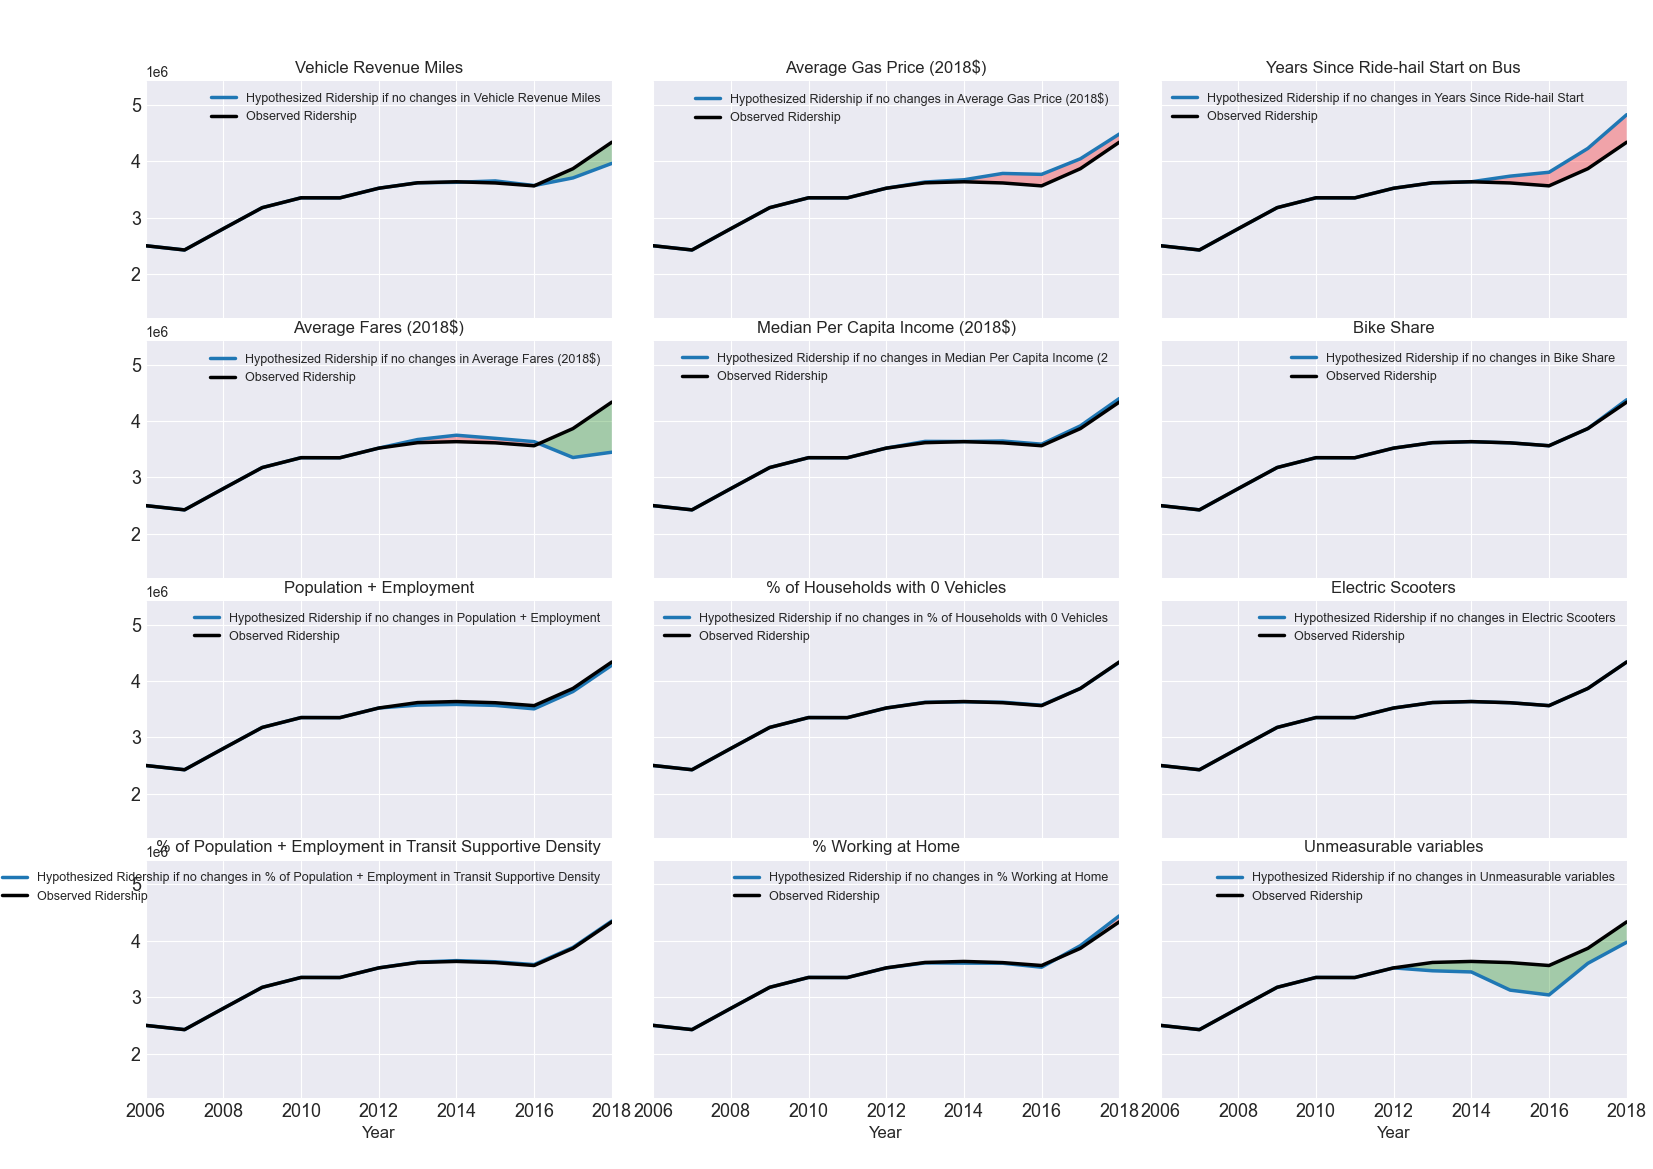 Vehicle Revenue Miles
1e6
Hypothesized Ridership if no changes in Vehicle Revenue Miles
Observed Ridership
5
4
3
2
Average Gas Price (2018$)
Hypothesized Ridership if no changes in Average Gas Price (2018$)
Observed Ridership
Years Since Ride-hail Start on Bus
Hypothesized Ridership if no changes in Years Since Ride-hail Start
Observed Ridership
Average Fares (2018$)
1e6
Hypothesized Ridership if no changes in Average Fares (2018$)
Observed Ridership
5
4
3
2
Median Per Capita Income (2018$)
Hypothesized Ridership if no changes in Median Per Capita Income (2
Observed Ridership
Bike Share
Hypothesized Ridership if no changes in Bike Share
Observed Ridership
Population + Employment
1e6
Hypothesized Ridership if no changes in Population + Employment
Observed Ridership
5
4
3
2
% of Households with 0 Vehicles
Hypothesized Ridership if no changes in % of Households with 0 Vehicles
Observed Ridership
Electric Scooters
Hypothesized Ridership if no changes in Electric Scooters
Observed Ridership
% of Population + Employment in Transit Supportive Density
1e6
Hypothesized Ridership if no changes in % of Population + Employment in Transit Supportive Density
Observed Ridership
5
4
3
2
2006 2008 2010 2012 2014 2016 2018
Year
% Working at Home
Hypothesized Ridership if no changes in % Working at Home
Observed Ridership
2006 2008 2010 2012 2014 2016 2018
Year
Unmeasurable variables
Hypothesized Ridership if no changes in Unmeasurable variables
Observed Ridership
2006 2008 2010 2012 2014 2016 2018
Year